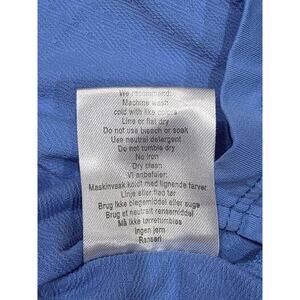 We recommend:
Machine wash
cold with like colors
Line or flat dry
Do not use bleach or soak
Use neutral detergent
Do not tumble dry
No Iron
Dry clean
Vi anbefaler:
Maskinvask koldt med lignende farver
Linje eller flad tør
Brug ikke blegemiddel eller suge
Brug et neutralt rensemiddel
Må ikke tørretumbles
Ingen jern
Renseri